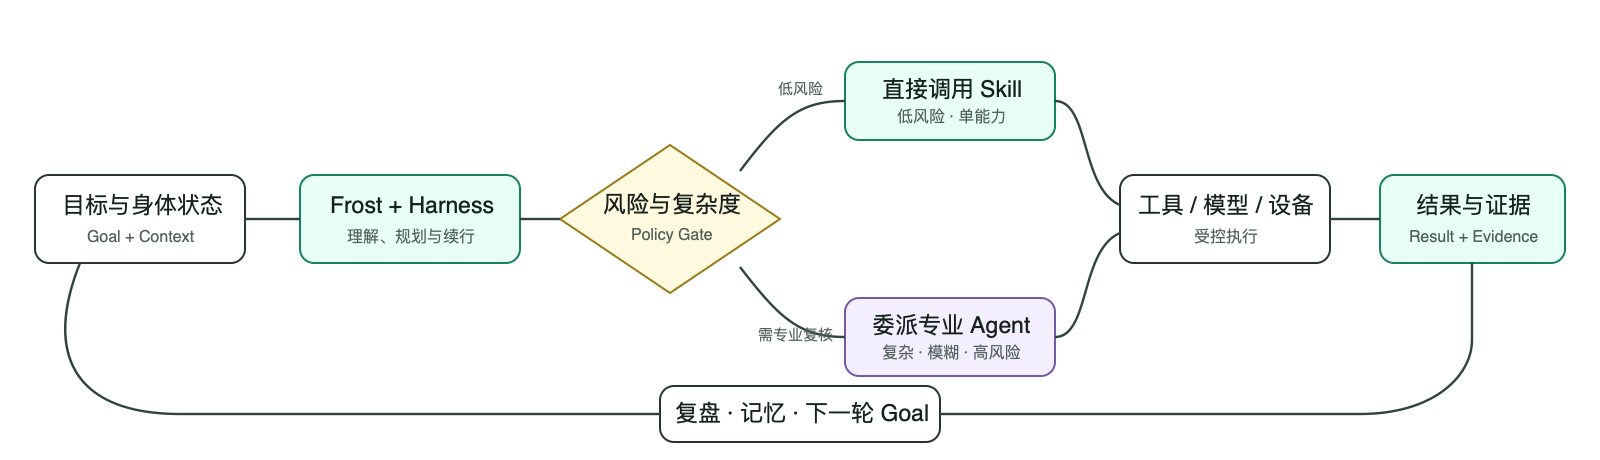 目标与身体状态
Goal + Context
Frost + Harness
理解、规划与续行
风险与复杂度
Policy Gate
低风险
直接调用 Skill
低风险 · 单能力
需专业复核
委派专业 Agent
复杂 · 模糊 · 高风险
工具 / 模型 / 设备
受控执行
结果与证据
Result + Evidence
复盘 · 记忆 · 下一轮 Goal